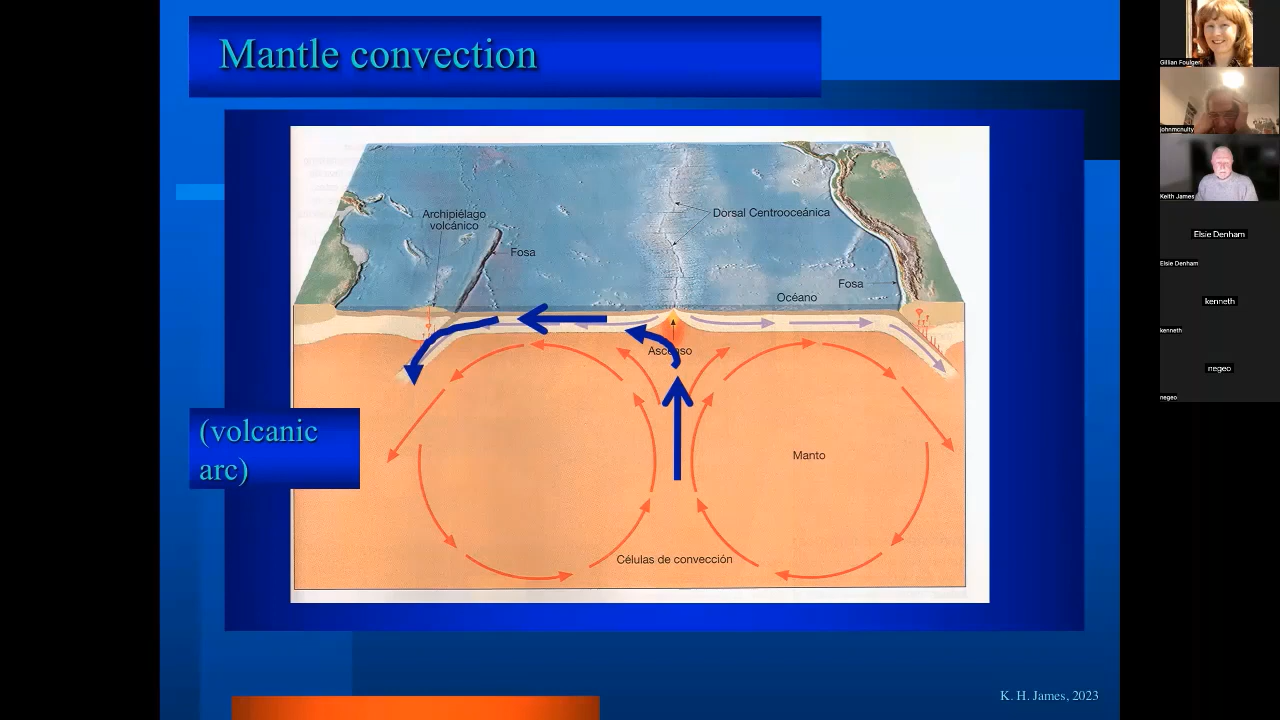 Mantle convection
Archipiélago
volcánico
Fosa
Dorsal Centrooceánica
Fosa
Océano
Ascenso
(volcanic
arc)
Manto
Células de convección
K. H. James, 2023
Gillian Foulger
johnmcnulty
Keith James
Elsie Denham
Elsie Denham
kenneth
kenneth
negeo
negeo